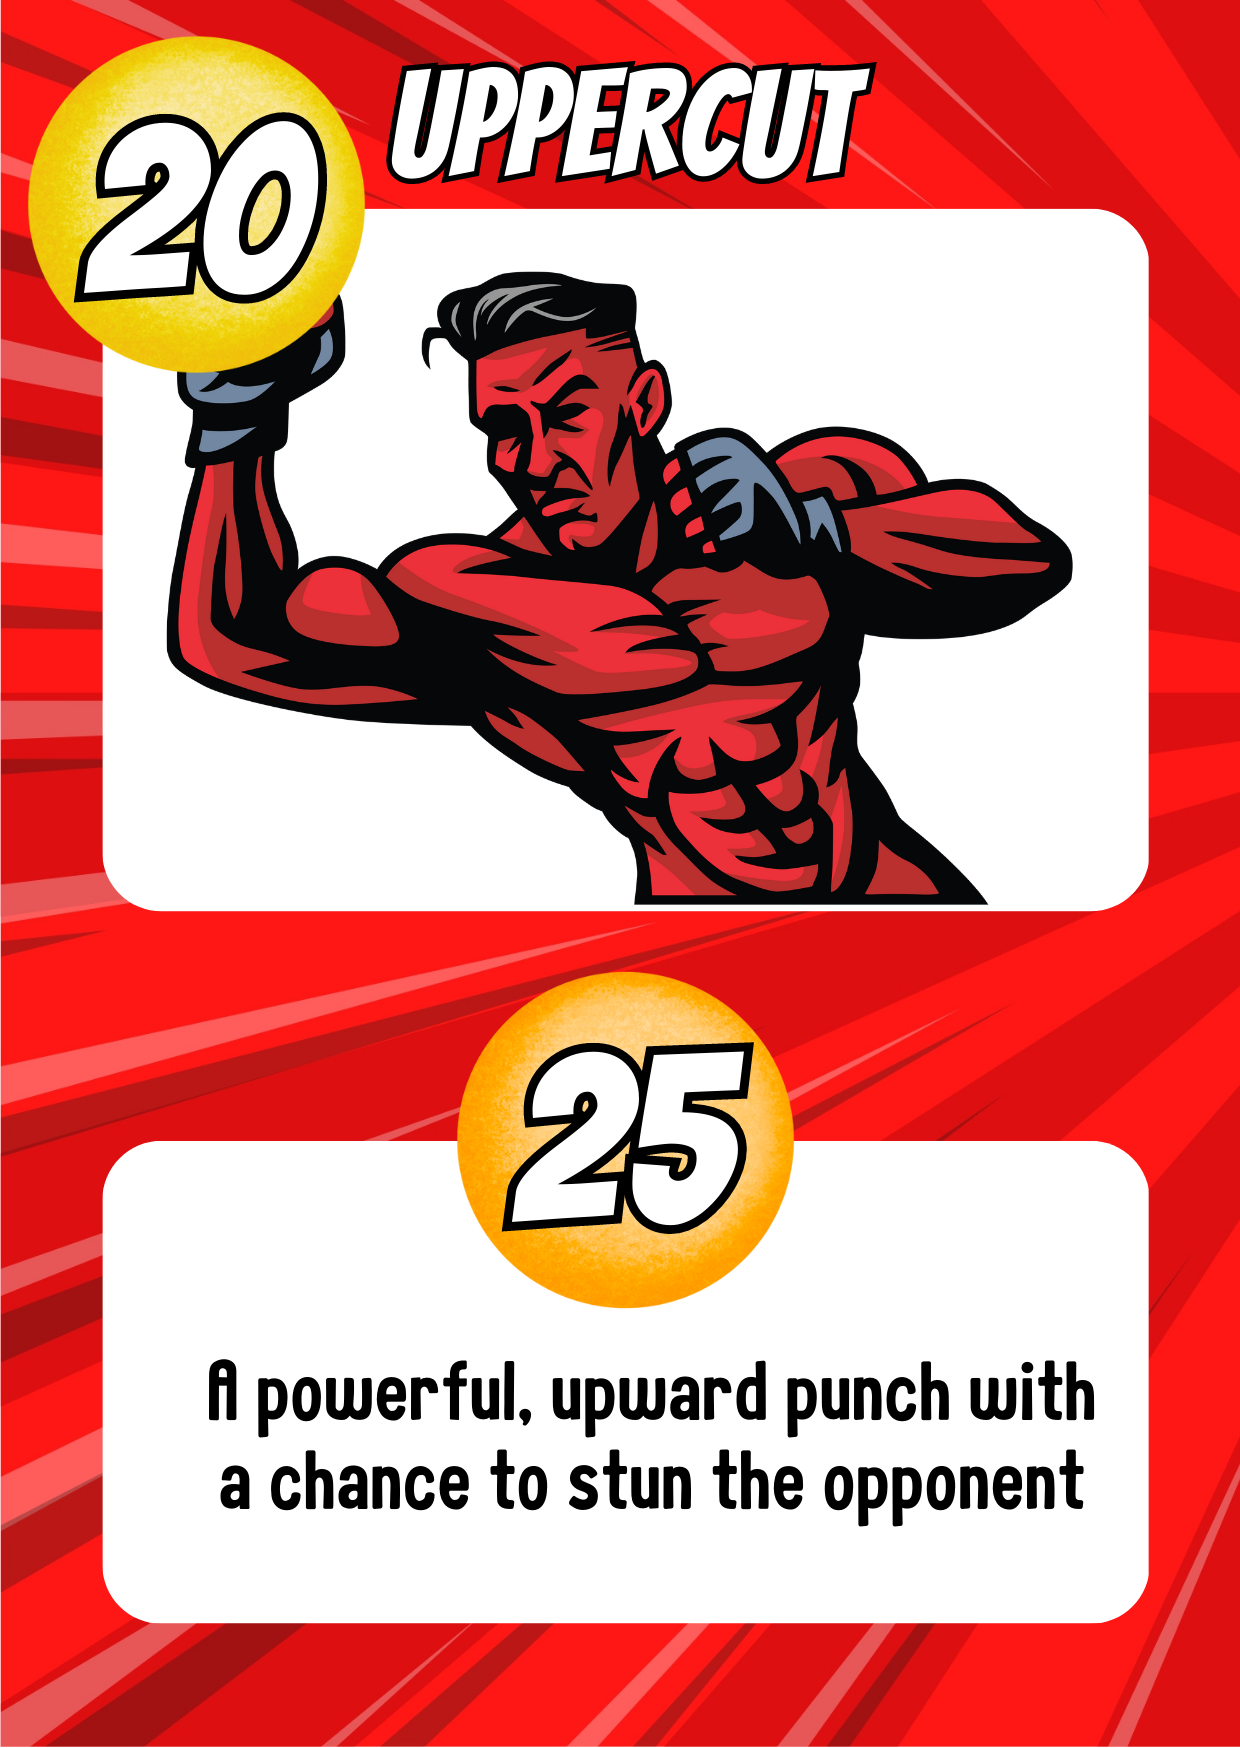 20
UPPERCUT
25
A powerful, upward punch with
a chance to stun the opponent